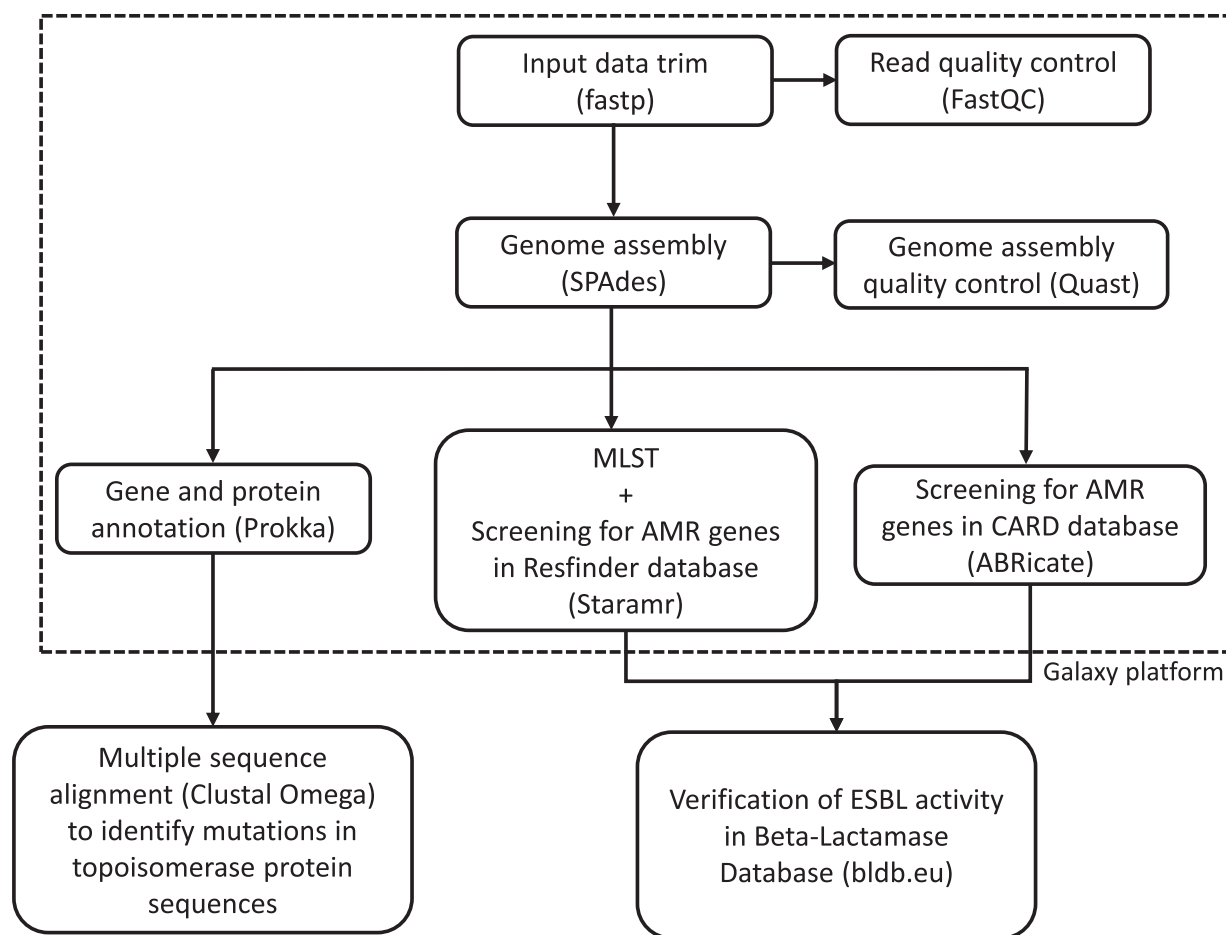 Input data trim
(fastp)
Read quality control
(FastQC)
Genome assembly
(SPAdes)
Genome assembly
quality control (Quast)
Gene and protein
annotation (Prokka)
MLST
+
Screening for AMR genes
in Resfinder database
(Staramr)
Screening for AMR
genes in CARD database
(ABRicate)
Galaxy platform
Multiple sequence
alignment (Clustal Omega)
to identify mutations in
topoisomerase protein
sequences
Verification of ESBL activity
in Beta-Lactamase
Database (bldb.eu)